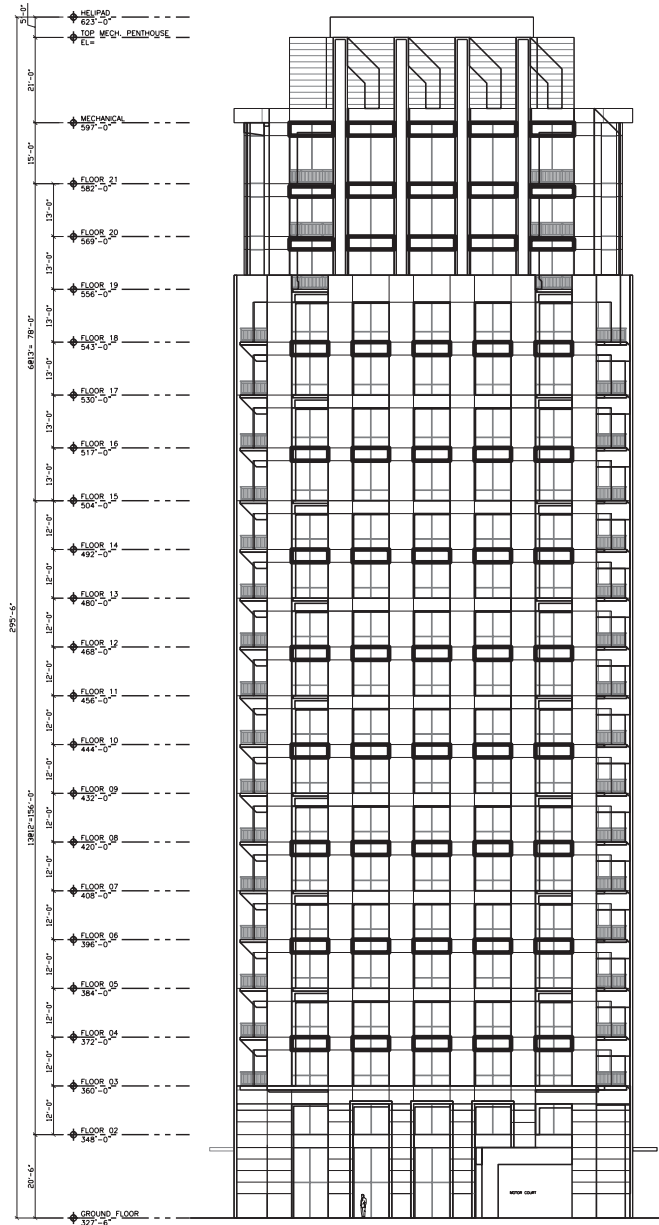 5'-0"
HELIPAD
623'-0"
TOP MECH. PENTHOUSE
EL=
21'-0"
MECHANICAL
597'-0"
15'-0"
FLOOR 21
582'-0"
13'-0"
FLOOR 20
569'-0"
13'-0"
FLOOR 19
556'-0"
13'-0"
6@13'= 78'-0"
FLOOR 18
543'-0"
13'-0"
FLOOR 17
530'-0"
13'-0"
FLOOR 16
517'-0"
13'-0"
FLOOR 15
504'-0"
12'-0"
FLOOR 14
492'-0"
12'-0"
FLOOR 13
480'-0"
295'-6"
12'-0"
FLOOR 12
468'-0"
12'-0"
FLOOR 11
456'-0"
12'-0"
FLOOR 10
444'-0"
12'-0"
FLOOR 09
432'-0"
13@12'=156'-0"
12'-0"
FLOOR 08
420'-0"
12'-0"
FLOOR 07
408'-0"
12'-0"
FLOOR 06
396'-0"
12'-0"
FLOOR 05
384'-0"
12'-0"
FLOOR 04
372'-0"
12'-0"
FLOOR 03
360'-0"
12'-0"
FLOOR 02
348'-0"
20'-6"
MOTOR COURT
GROUND FLOOR
327'-6"